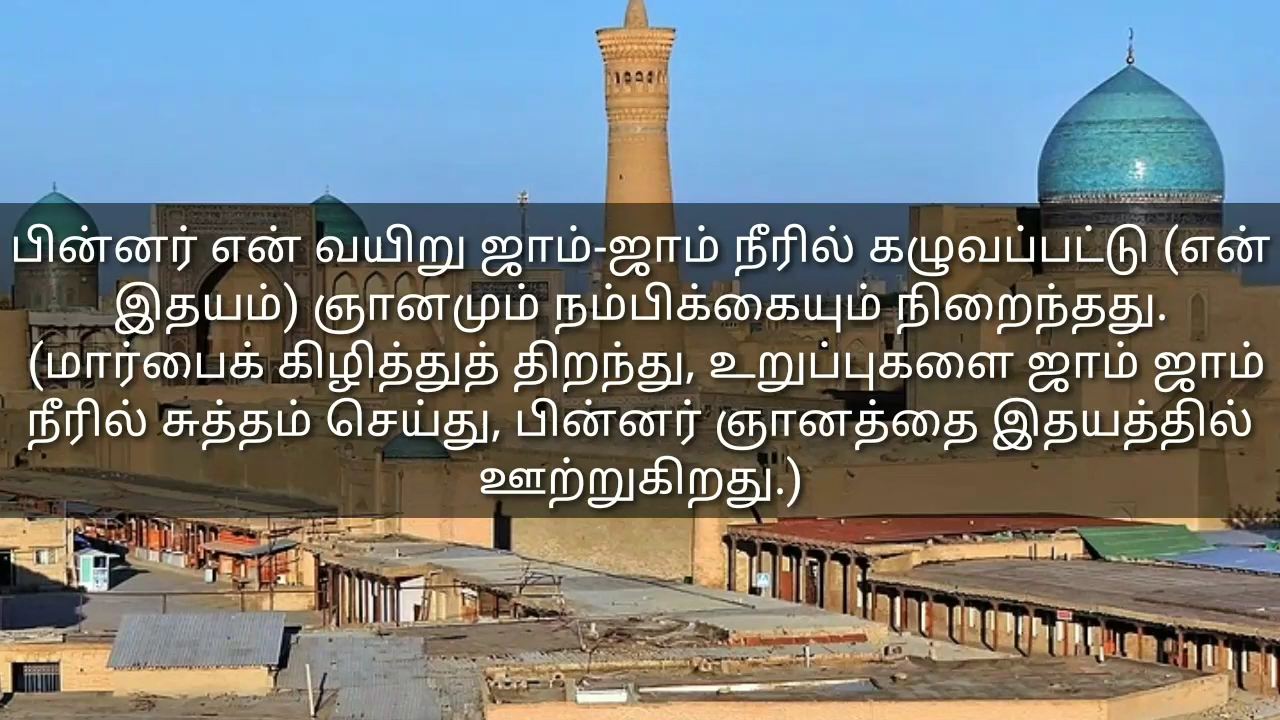 பின்னர் என் வயிறு ஜாம்-ஜாம் நீரில் கழுவப்பட்டு (என்
இதயம்) ஞானமும் நம்பிக்கையும் நிறைந்தது.
(மார்பைக் கிழித்துத் திறந்து, உறுப்புகளை ஜாம் ஜாம்
நீரில் சுத்தம் செய்து, பின்னர் ஞானத்தை இதயத்தில்
ஊற்றுகிறது.)